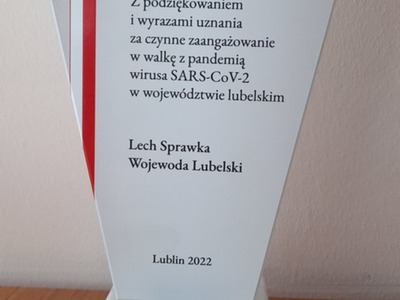 Z podziękowaniem
i wyrazami uznania
za czynne zaangażowanie
w walkę z pandemią
wirusa SARS-CoV-2
w województwie lubelskim
Lech Sprawka
Wojewoda Lubelski
Lublin 2022